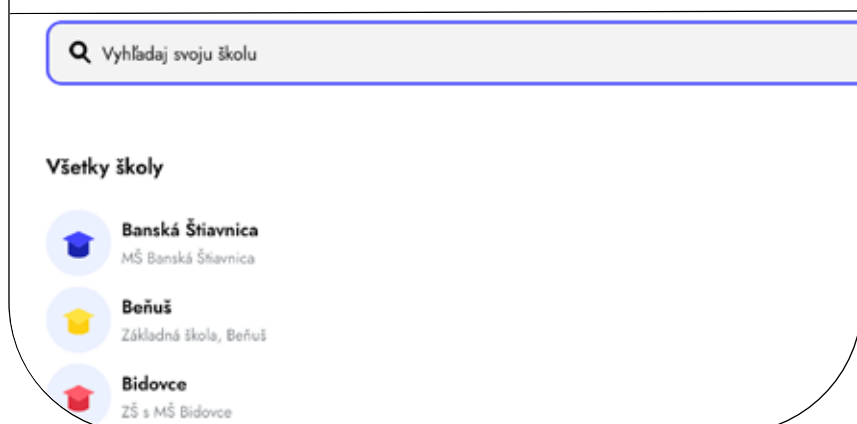 Vyhľadaj svoju školu
Všetky školy
Banská Štiavnica
MŠ Banská Štiavnica
Beňuš
Základná škola, Beňuš
Bidovce
ZŠ s MŠ Bidovce